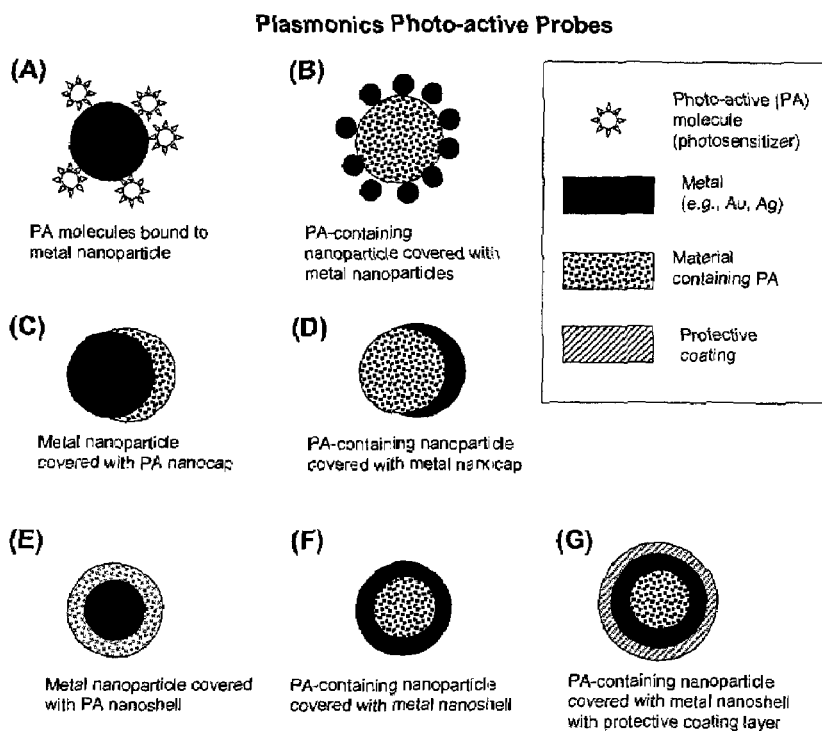 Plasmonics Photo-active Probes
(A)
PA molecules bound to
metal nanoparticle
(B)
PA-containing
nanoparticle covered with
metal nanoparticles
Photo-active (PA)
molecule
(photosensitizer)
Metal
(e.g., Au, Ag)
Material
containing PA
Protective
coating
(C)
Metal nanoparticle
covered with PA nanocap
(D)
PA-containing nanoparticle
covered with metal nanocap
(E)
Metal nanoparticle covered
with PA nanoshell
(F)
PA-containing nanoparticle
covered with metal nanoshell
(G)
PA-containing nanoparticle
covered with metal nanoshell
with protective coating layer